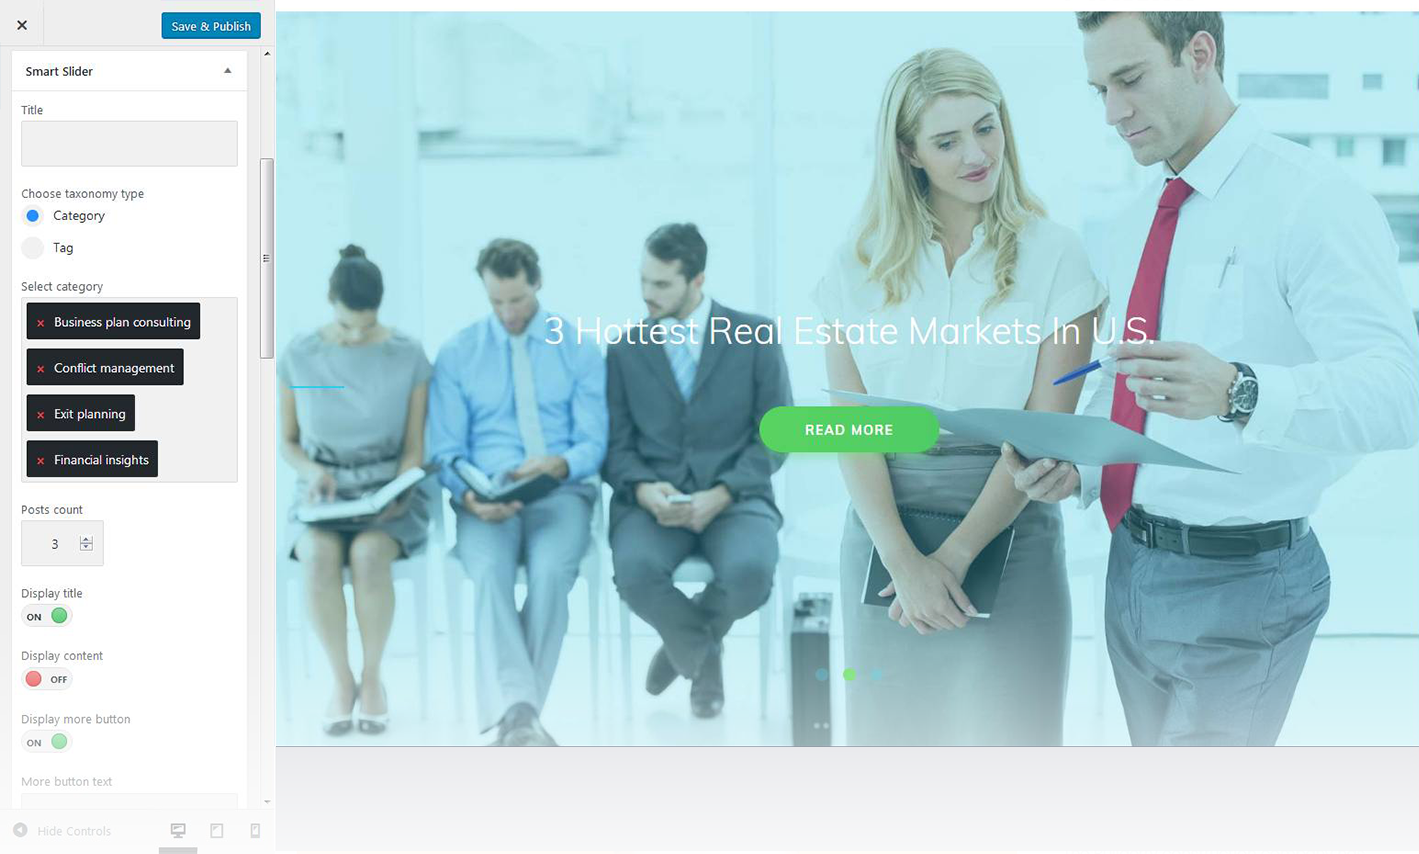 Save & Publish
Smart Slider
Title
Choose taxonomy type
Category
Tag
Select category
× Business plan consulting
× Conflict management
× Exit planning
× Financial insights
Posts count
3
Display title
ON
Display content
OFF
Display more button
ON
More button text
Hide Controls
3 Hottest Real Estate Markets In U.S.
READ MORE